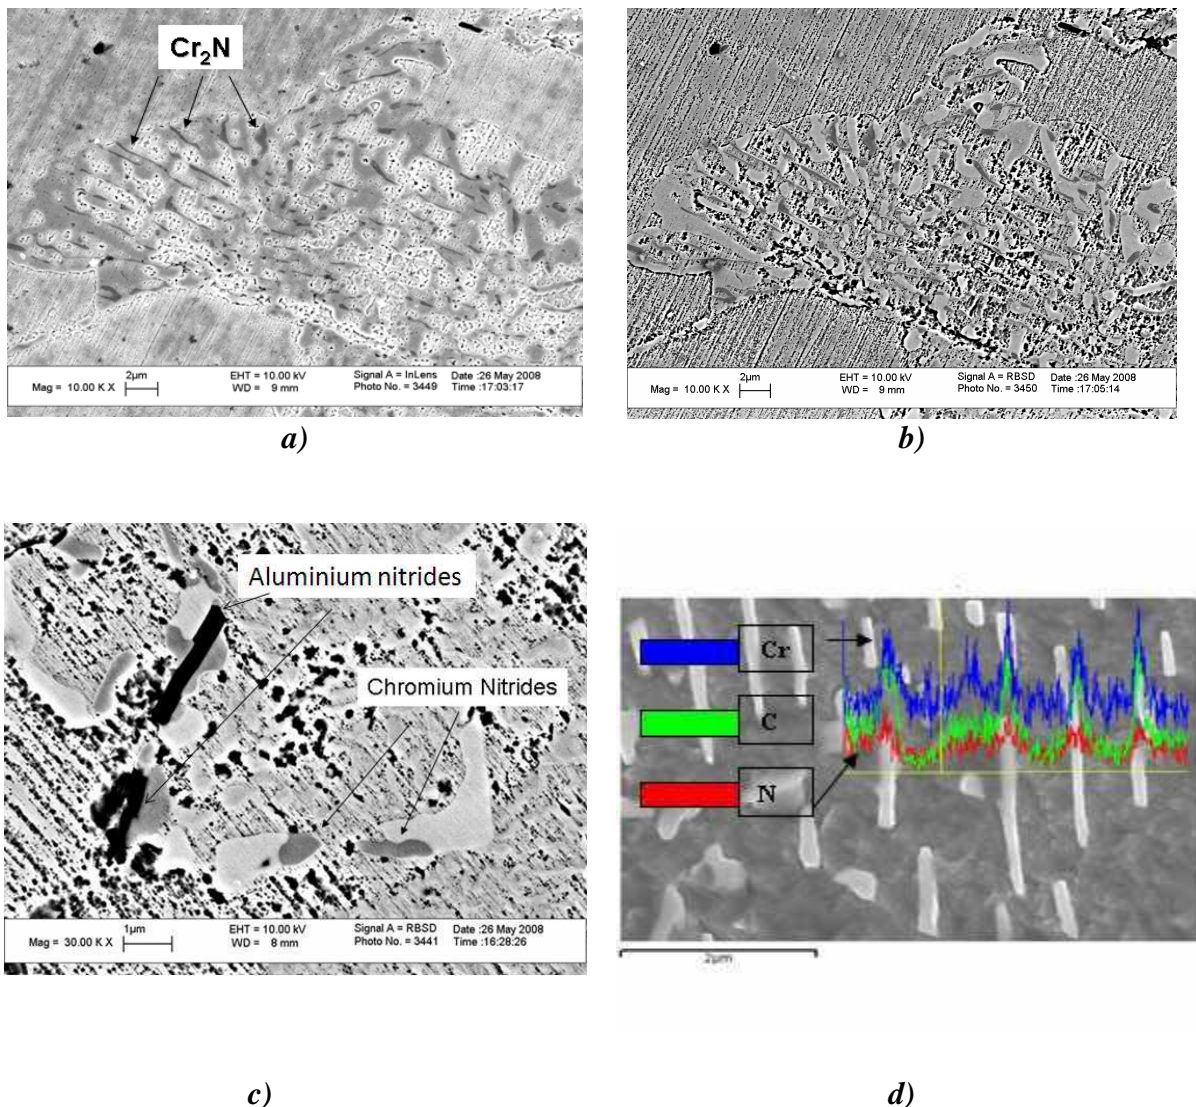 Cr₂N
Mag = 10.00 K X
2µm
EHT = 10.00 kV
WD = 9 mm
Signal A = InLens
Photo No. = 3449
Date :26 May 2008
Time :17:03:17
a)
Mag = 10.00 K X
2µm
EHT = 10.00 kV
WD = 9 mm
Signal A = RBSD
Photo No. = 3450
Date :26 May 2008
Time :17:05:14
b)
Aluminium nitrides
Chromium Nitrides
Mag = 30.00 K X
1µm
EHT = 10.00 kV
WD = 8 mm
Signal A = RBSD
Photo No. = 3441
Date :26 May 2008
Time :16:28:26
c)
Cr
C
N
2µm
d)